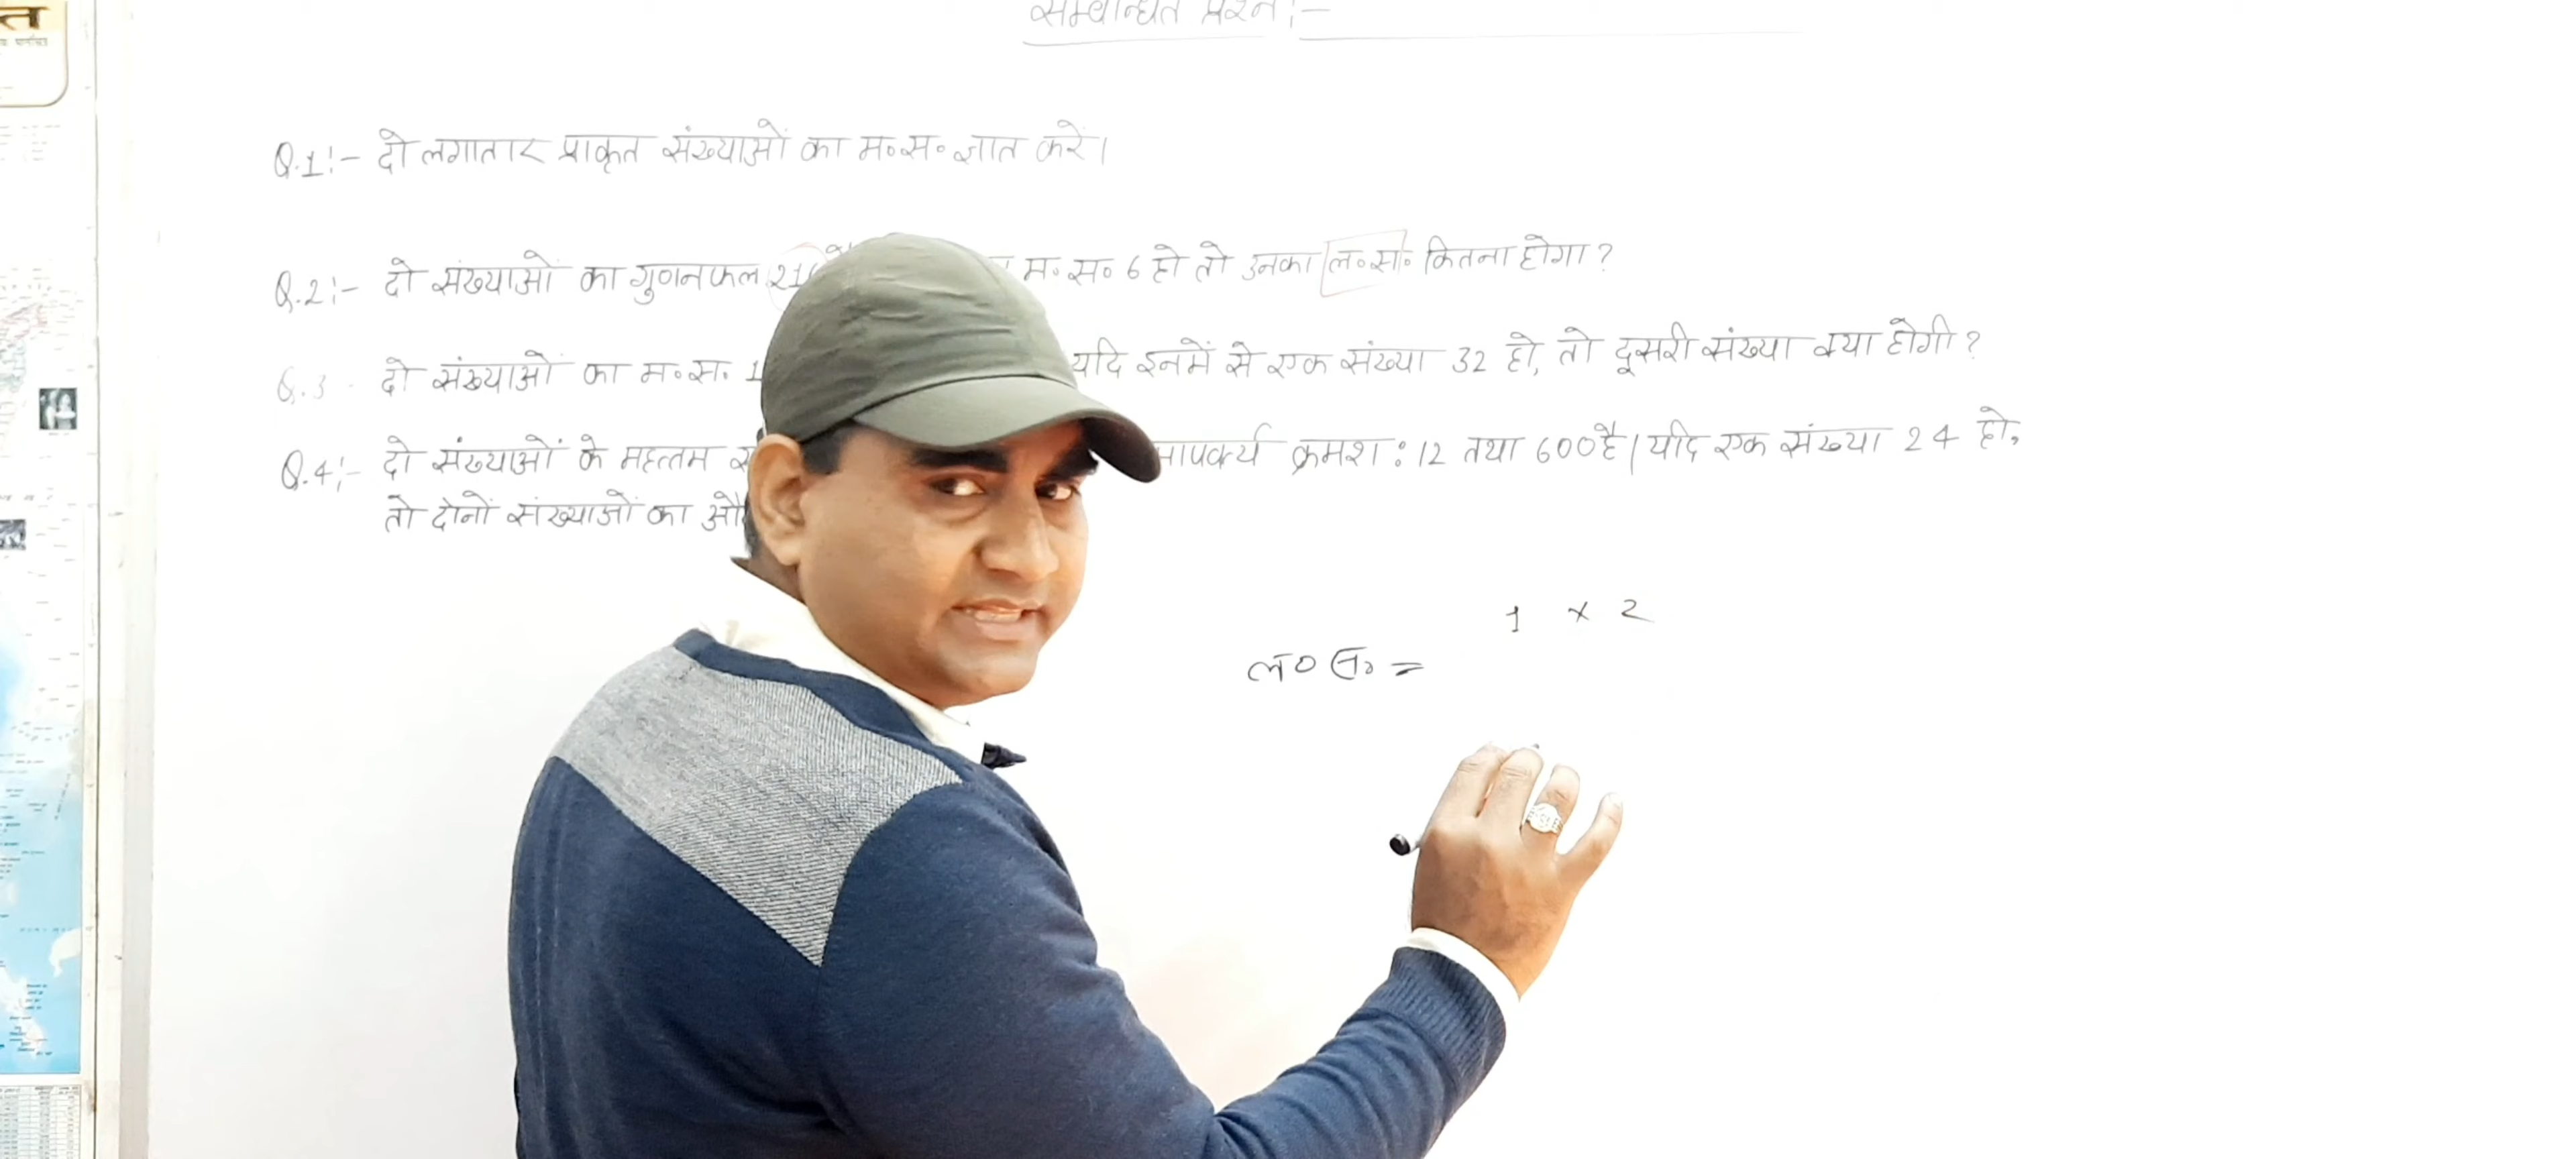 सम्बन्धित प्रश्न :-
Q.1:- दो लगातार प्राकृत संख्याओं का म०स० ज्ञात करें।
Q.2:- दो संख्याओं का गुणनफल म०स० 6 हो तो उनका ल०स० कितना होगा?
Q.3 दो संख्याओं का म०स० यदि इनमें से एक संख्या 32 हो, तो दूसरी संख्या क्या होगी?
Q.4:- दो संख्याओं के महत्तम क्रमश: 12 तथा 600 है। यदि एक संख्या 24 हो,
तो दोनों संख्याओं का
1 x 2
ल० स० =